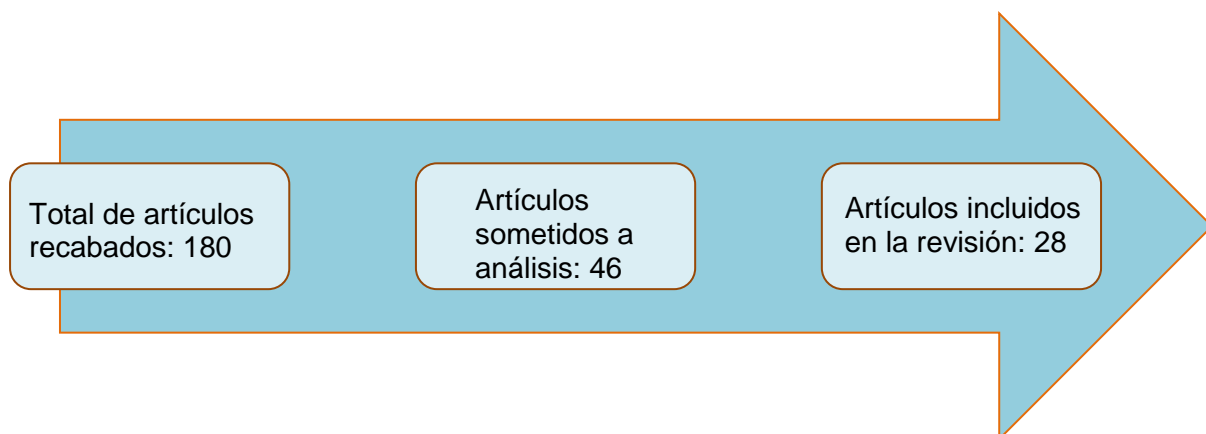 Total de artículos
recabados: 180
Artículos
sometidos a
análisis: 46
Artículos incluidos
en la revisión: 28